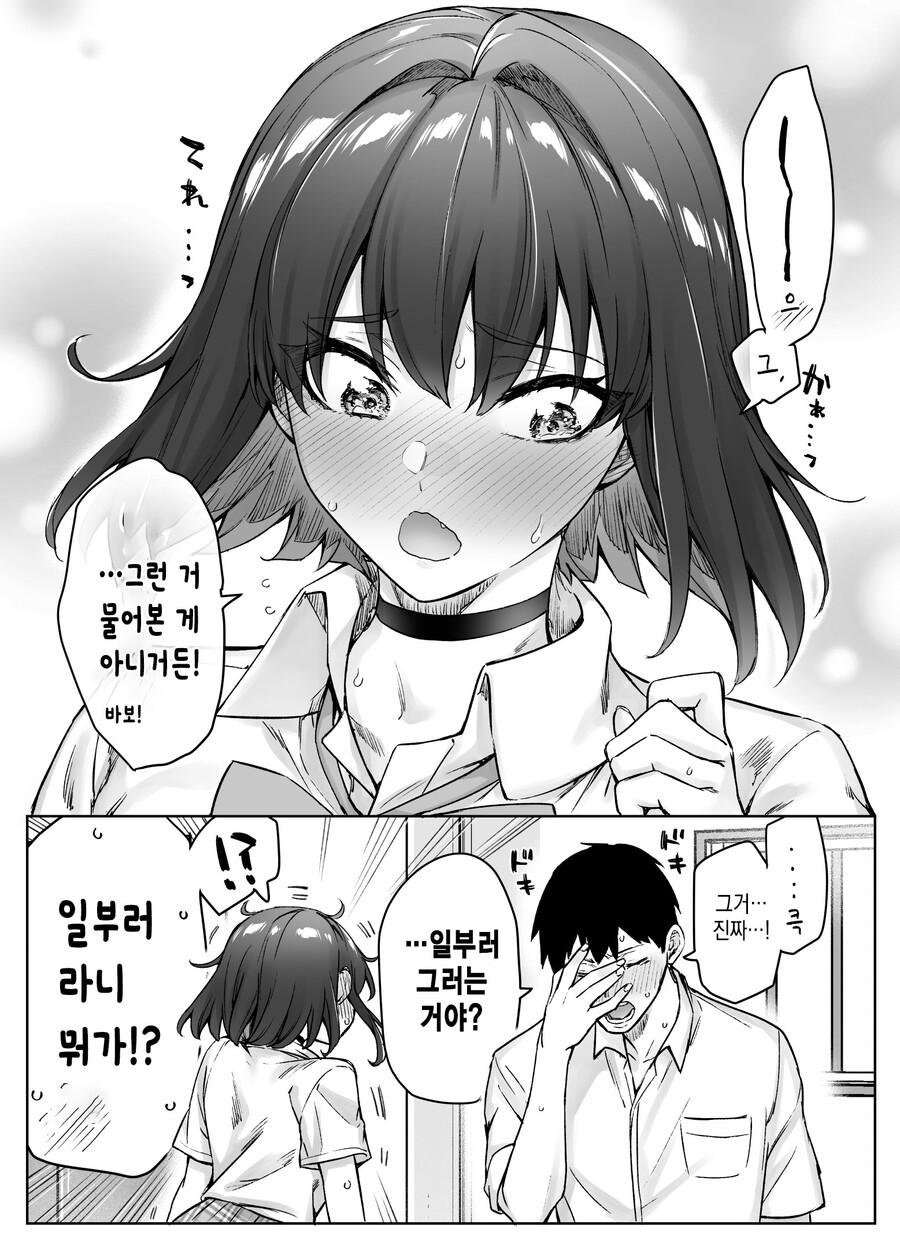 그,
かぁ…っ
てれ…っ
…그런 거
물어본 게
아니거든!
바보!
……큭
그거…
진짜…!
ドキ
ドキ
…일부러
그러는
거야?
!?
일부러
라니
뭐가!?